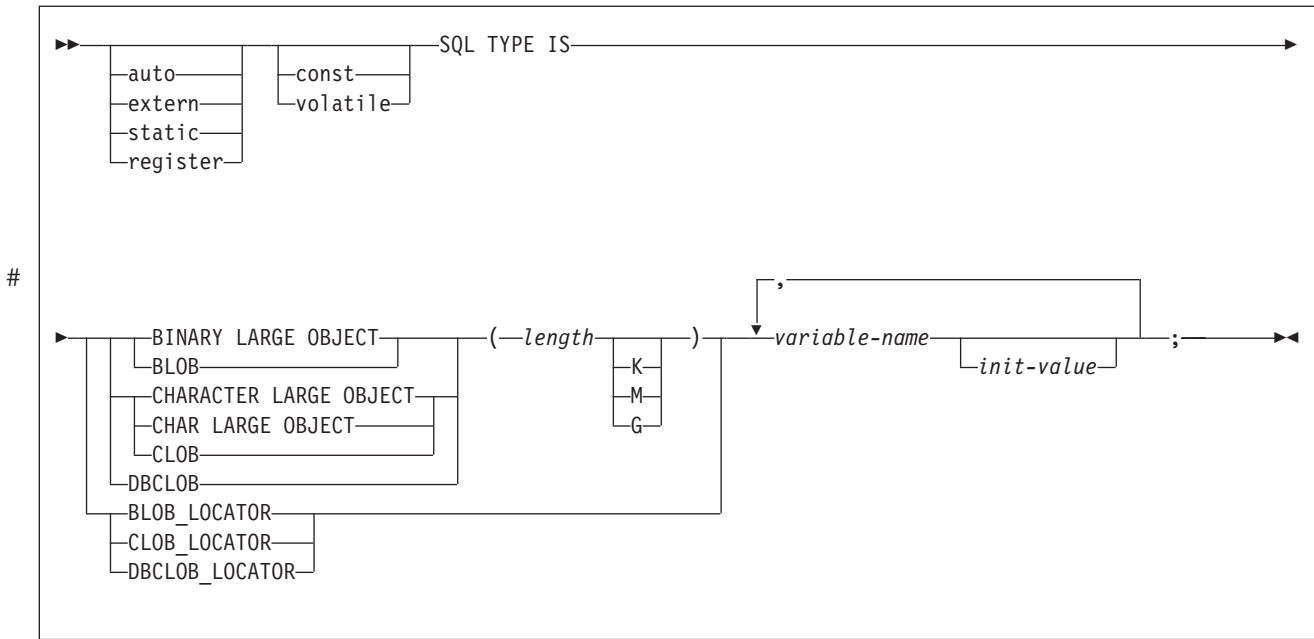 SQL TYPE IS
auto const
extern volatile
static
register
# ,
BINARY LARGE OBJECT ( length ) variable-name ;
BLOB K init-value
CHARACTER LARGE OBJECT M
CHAR LARGE OBJECT G
CLOB
DBCLOB
BLOB_LOCATOR
CLOB_LOCATOR
DBCLOB_LOCATOR